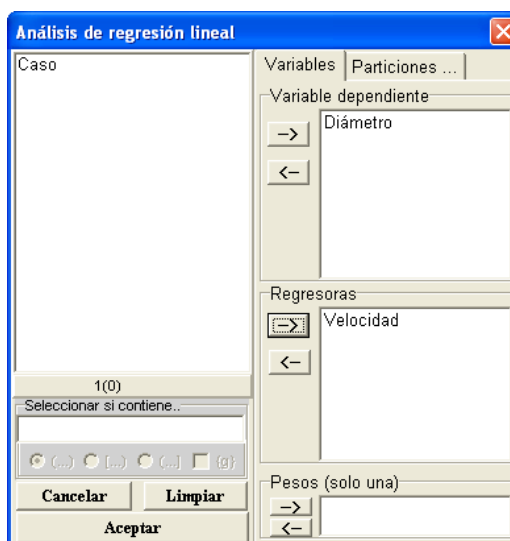 Análisis de regresión lineal
Caso
1(0)
Seleccionar si contiene..
(...) [...) (...] {g}
Cancelar Limpiar
Aceptar
Variables Particiones ...
Variable dependiente
-->
Diámetro
<--
Regresoras
-->
Velocidad
<--
Pesos (solo una)
-->
<--